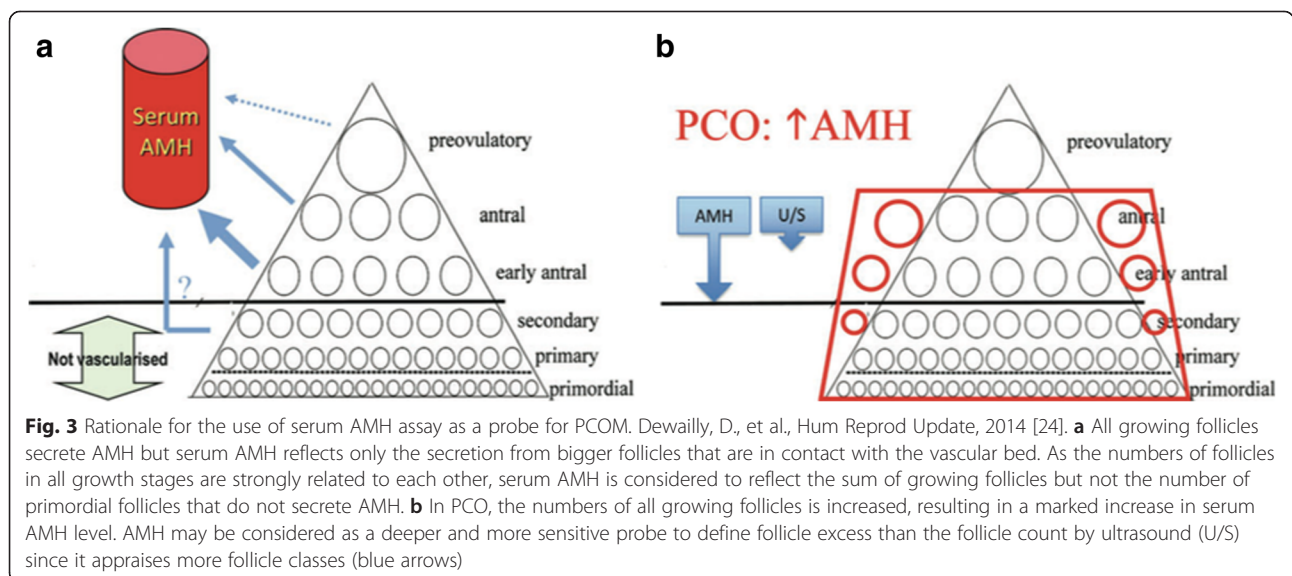 a
Serum
AMH
preovulatory
antral
early antral
?,
secondary
Not vascularised
primary
primordial
b
PCO: ↑AMH
preovulatory
AMH
U/S
antral
early antral
secondary
primary
primordial
Fig. 3 Rationale for the use of serum AMH assay as a probe for PCOM. Dewailly, D., et al., Hum Reprod Update, 2014 [24]. a All growing follicles
secrete AMH but serum AMH reflects only the secretion from bigger follicles that are in contact with the vascular bed. As the numbers of follicles
in all growth stages are strongly related to each other, serum AMH is considered to reflect the sum of growing follicles but not the number of
primordial follicles that do not secrete AMH. b In PCO, the numbers of all growing follicles is increased, resulting in a marked increase in serum
AMH level. AMH may be considered as a deeper and more sensitive probe to define follicle excess than the follicle count by ultrasound (U/S)
since it appraises more follicle classes (blue arrows)